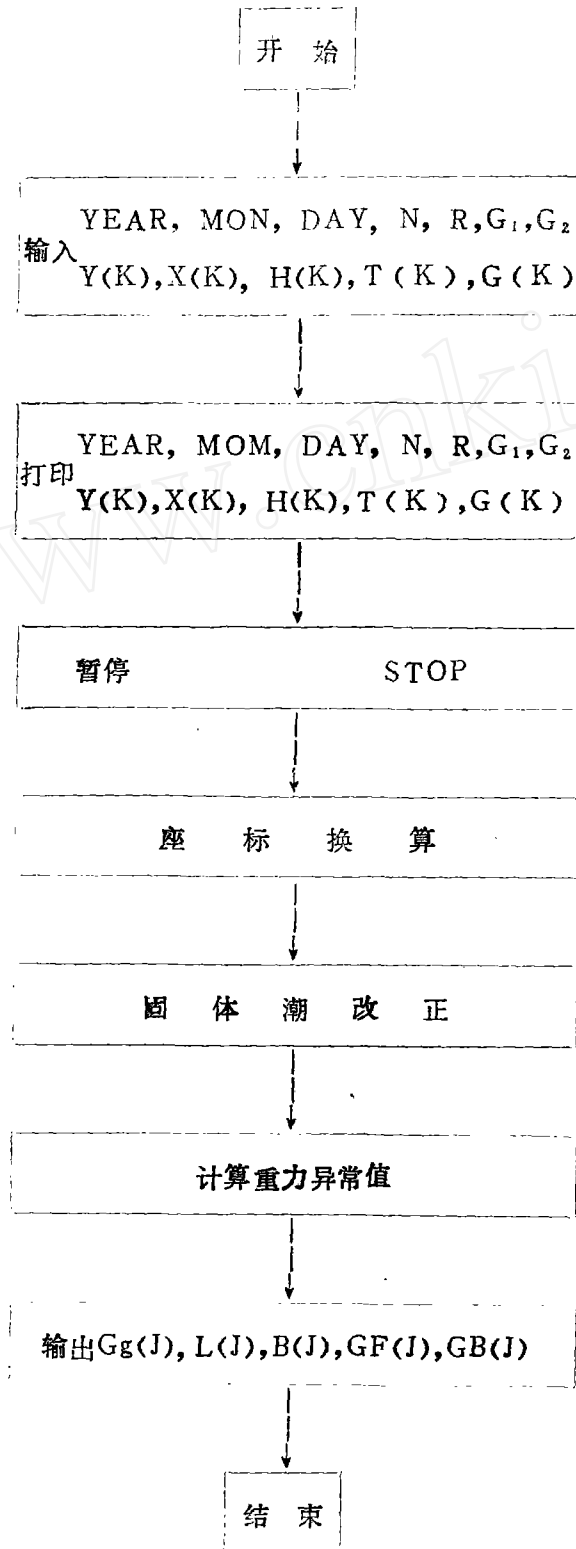 开 始
YEAR, MON, DAY, N, R, G₁, G₂
输入
Y(K), X(K), H(K), T(K), G(K)
YEAR, MOM, DAY, N, R, G₁, G₂
打印
Y(K), X(K), H(K), T(K), G(K)
暂停 STOP
座 标 换 算
固 体 潮 改 正
计算重力异常值
输出Gg(J), L(J), B(J), GF(J), GB(J)
结 束
www.cnki